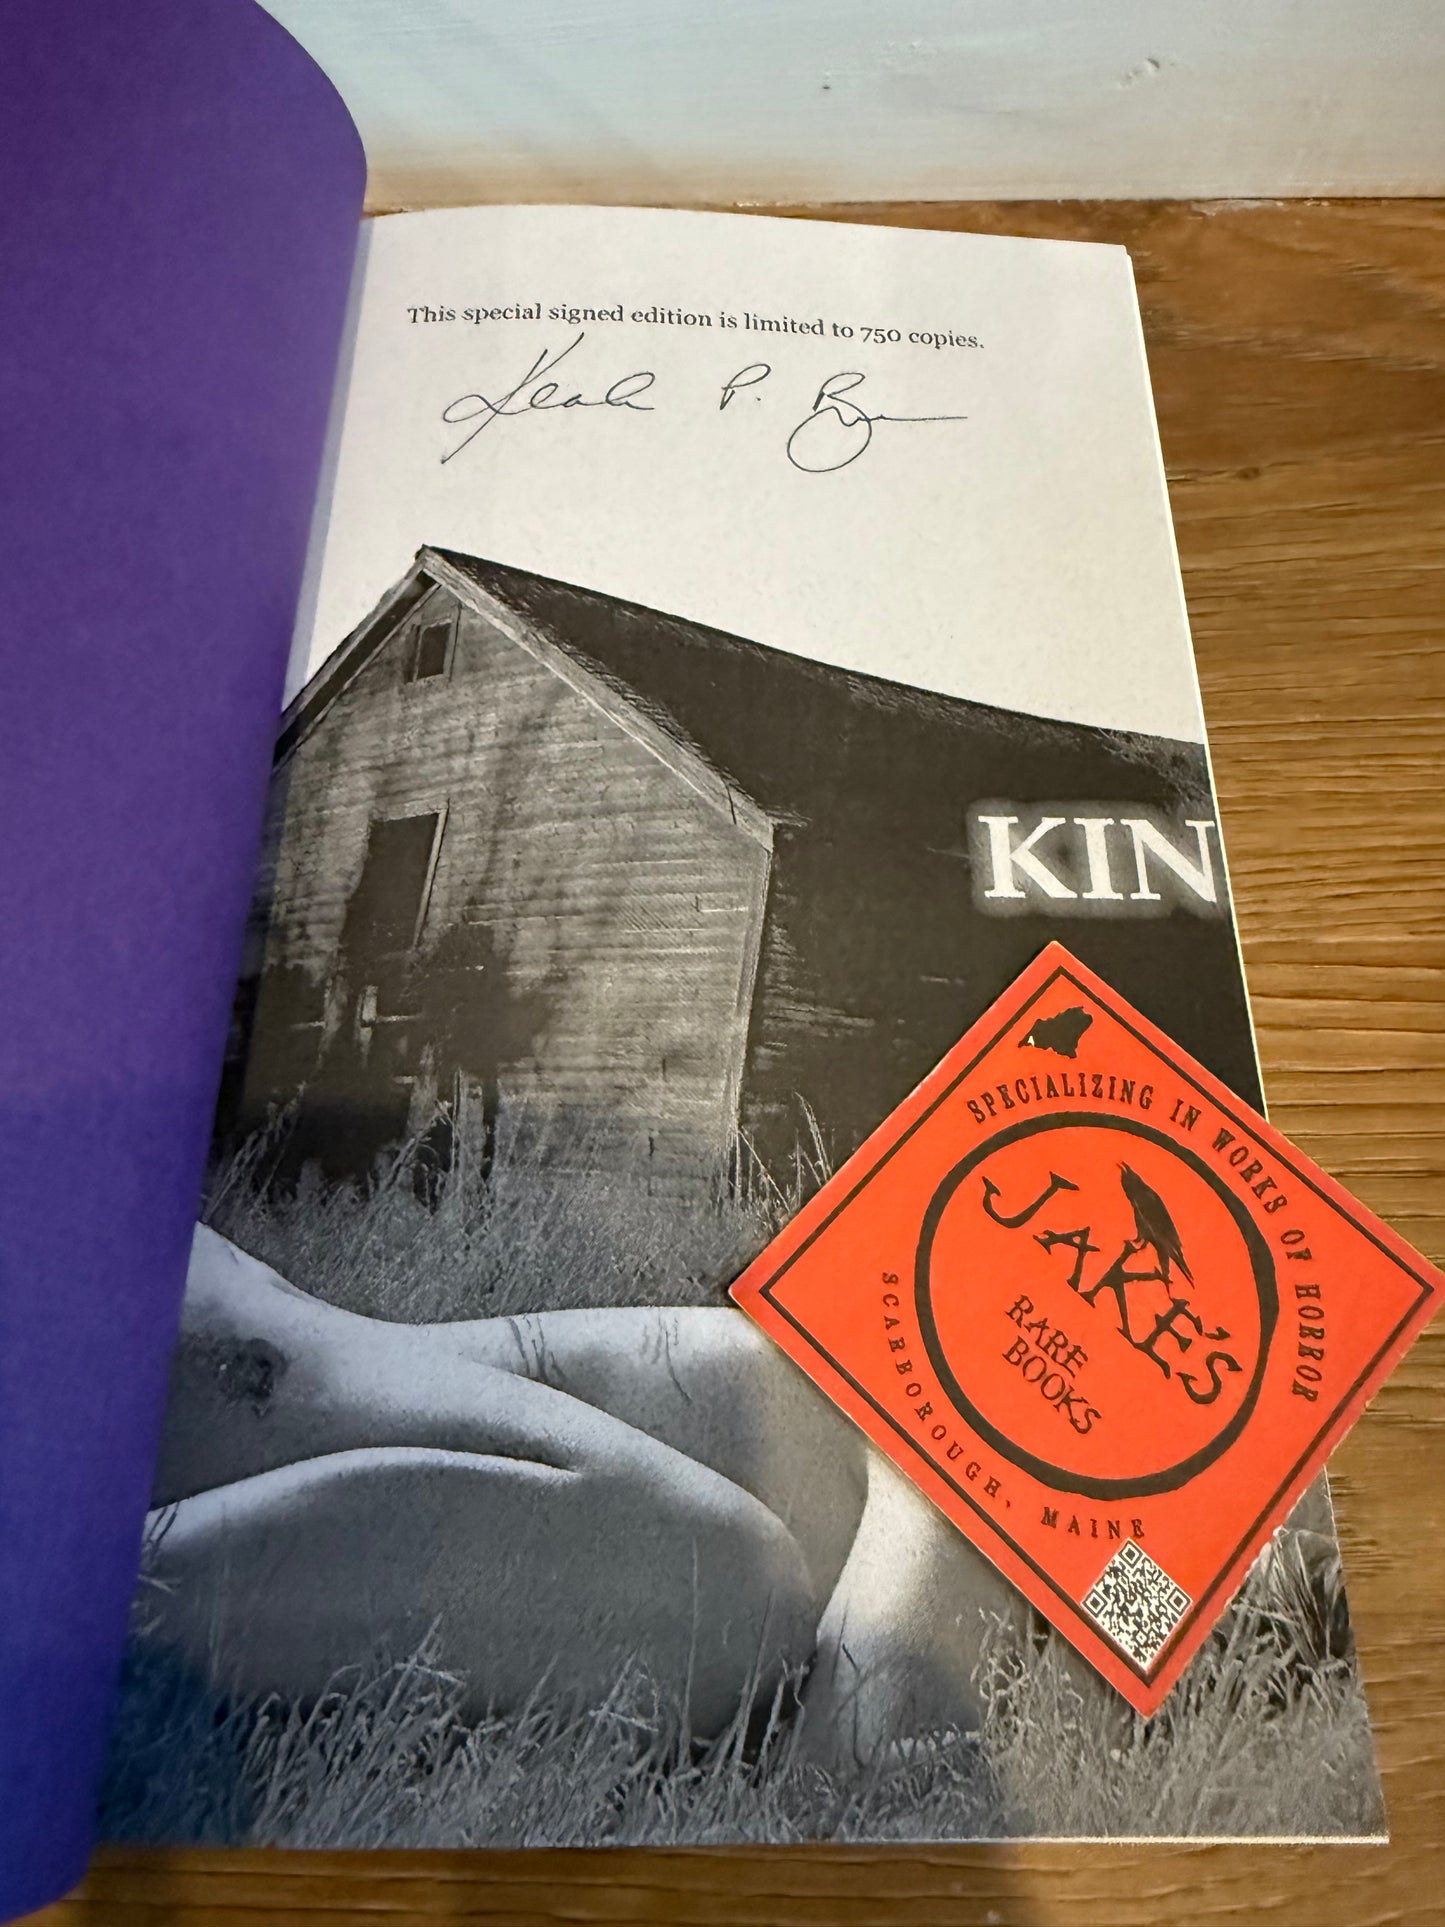 This special signed edition is limited to 750 copies.
KIN
SPECIALIZING IN WORKS OF HORROR
JAKE'S
RARE
BOOKS
SCARBOROUGH, MAINE